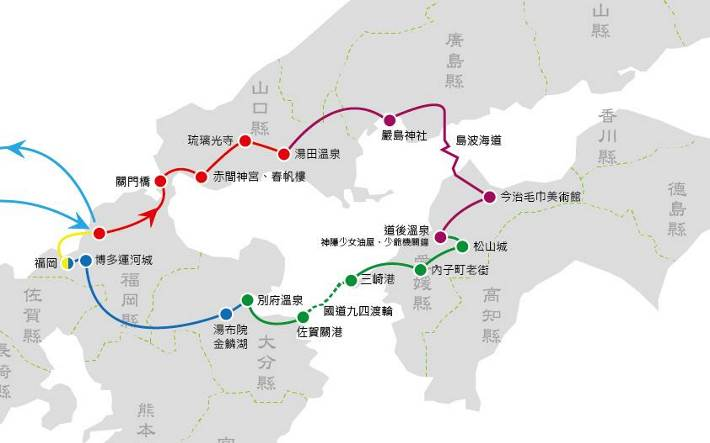 山縣
廣島縣
山口縣
香川縣
琉璃光寺
湯田溫泉
嚴島神社
島波海道
關門橋
赤間神宮、春帆樓
今治毛巾美術館
德島縣
道後溫泉
神隱少女油屋、少爺機關鐘
松山城
福岡
博多運河城
愛媛縣
內子町老街
三崎港
福岡縣
佐賀縣
高知縣
別府溫泉
國道九四渡輪
湯布院
金鱗湖
佐賀關港
大分縣
長崎縣
熊本
宮